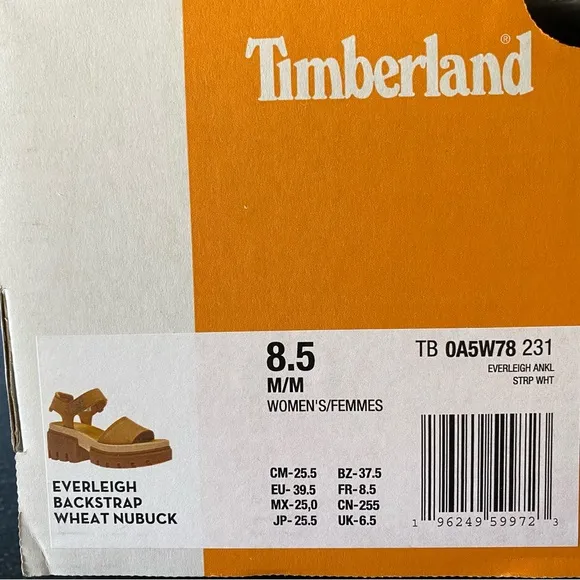 Timberland®
8.5
M/M
WOMEN'S/FEMMES
TB 0A5W78 231
EVERLEIGH ANKL
STRP WHT
EVERLEIGH
BACKSTRAP
WHEAT NUBUCK
CM-25.5 BZ-37.5
EU- 39.5 FR-8.5
MX-25,0 CN-255
JP-25.5 UK-6.5
1 96249 59972 3